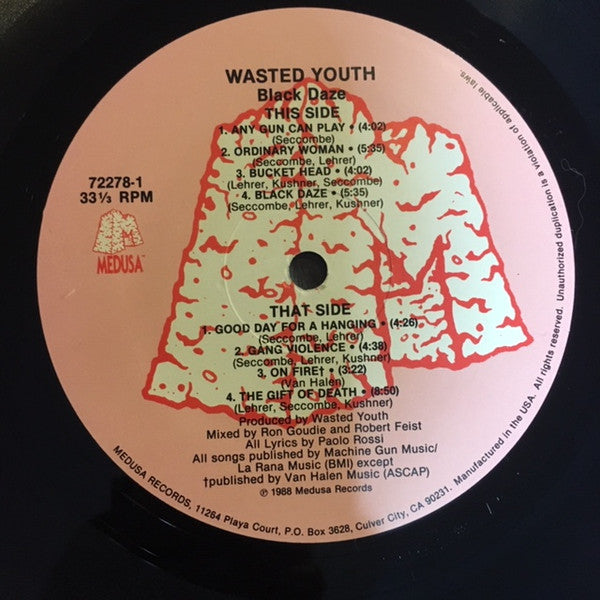 WASTED YOUTH
Black Daze
THIS SIDE
1. ANY GUN CAN PLAY • (4:02)
(Seccombe)
2. ORDINARY WOMAN • (5:35)
(Seccombe, Lehrer)
3. BUCKET HEAD • (4:02)
(Lehrer, Kushner, Seccombe)
4. BLACK DAZE • (5:35)
(Seccombe, Lehrer, Kushner)
72278-1
33⅓ RPM
MEDUSA™
THAT SIDE
1. GOOD DAY FOR A HANGING • (4:26)
(Seccombe, Lehrer)
2. GANG VIOLENCE • (4:38)
(Seccombe, Lehrer, Kushner)
3. ON FIRE† • (3:22)
(Van Halen)
4. THE GIFT OF DEATH • (8:50)
(Lehrer, Seccombe, Kushner)
Produced by Wasted Youth
Mixed by Ron Goudie and Robert Feist
All Lyrics by Paolo Rossi
All songs published by Machine Gun Music/
La Rana Music (BMI) except
†published by Van Halen Music (ASCAP)
℗ 1988 Medusa Records
MEDUSA RECORDS, 11264 Playa Court, P.O. Box 3628, Culver City, CA 90231. Manufactured in the USA. All rights reserved. Unauthorized duplication is a violation of applicable laws.